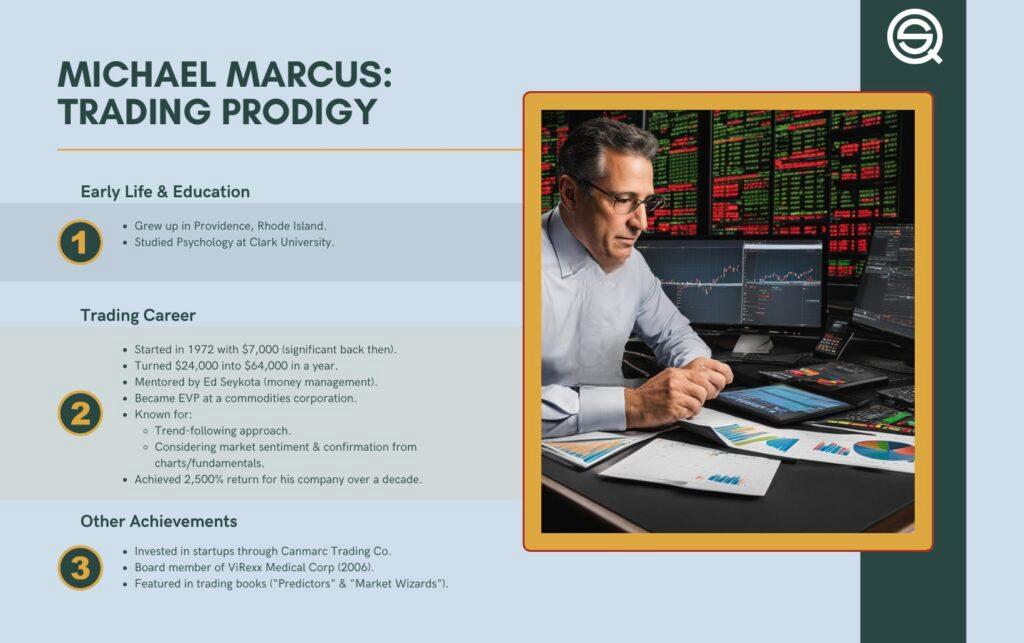 MICHAEL MARCUS:
TRADING PRODIGY
Early Life & Education
1
• Grew up in Providence, Rhode Island.
• Studied Psychology at Clark University.
Trading Career
2
• Started in 1972 with $7,000 (significant back then).
• Turned $24,000 into $64,000 in a year.
• Mentored by Ed Seykota (money management).
• Became EVP at a commodities corporation.
• Known for:
◦ Trend-following approach.
◦ Considering market sentiment & confirmation from
charts/fundamentals.
• Achieved 2,500% return for his company over a decade.
Other Achievements
3
• Invested in startups through Canmarc Trading Co.
• Board member of ViRexx Medical Corp (2006).
• Featured in trading books ("Predictors" & "Market Wizards").